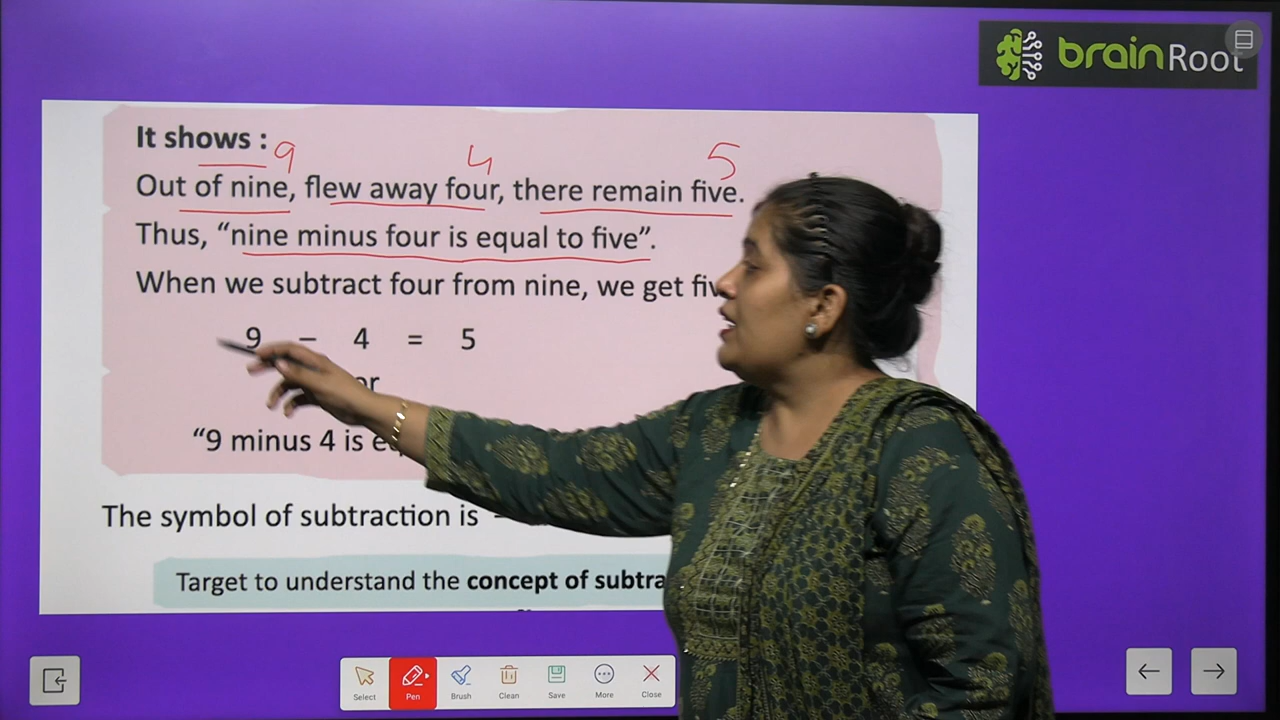 brainRoot
It shows :
9 4 5
Out of nine, flew away four, there remain five.
Thus, “nine minus four is equal to five”.
When we subtract four from nine, we get
9 – 4 = 5
or
“9 minus 4 is
The symbol of subtraction is
Target to understand the concept of
Select Pen Brush Clean Save More Close